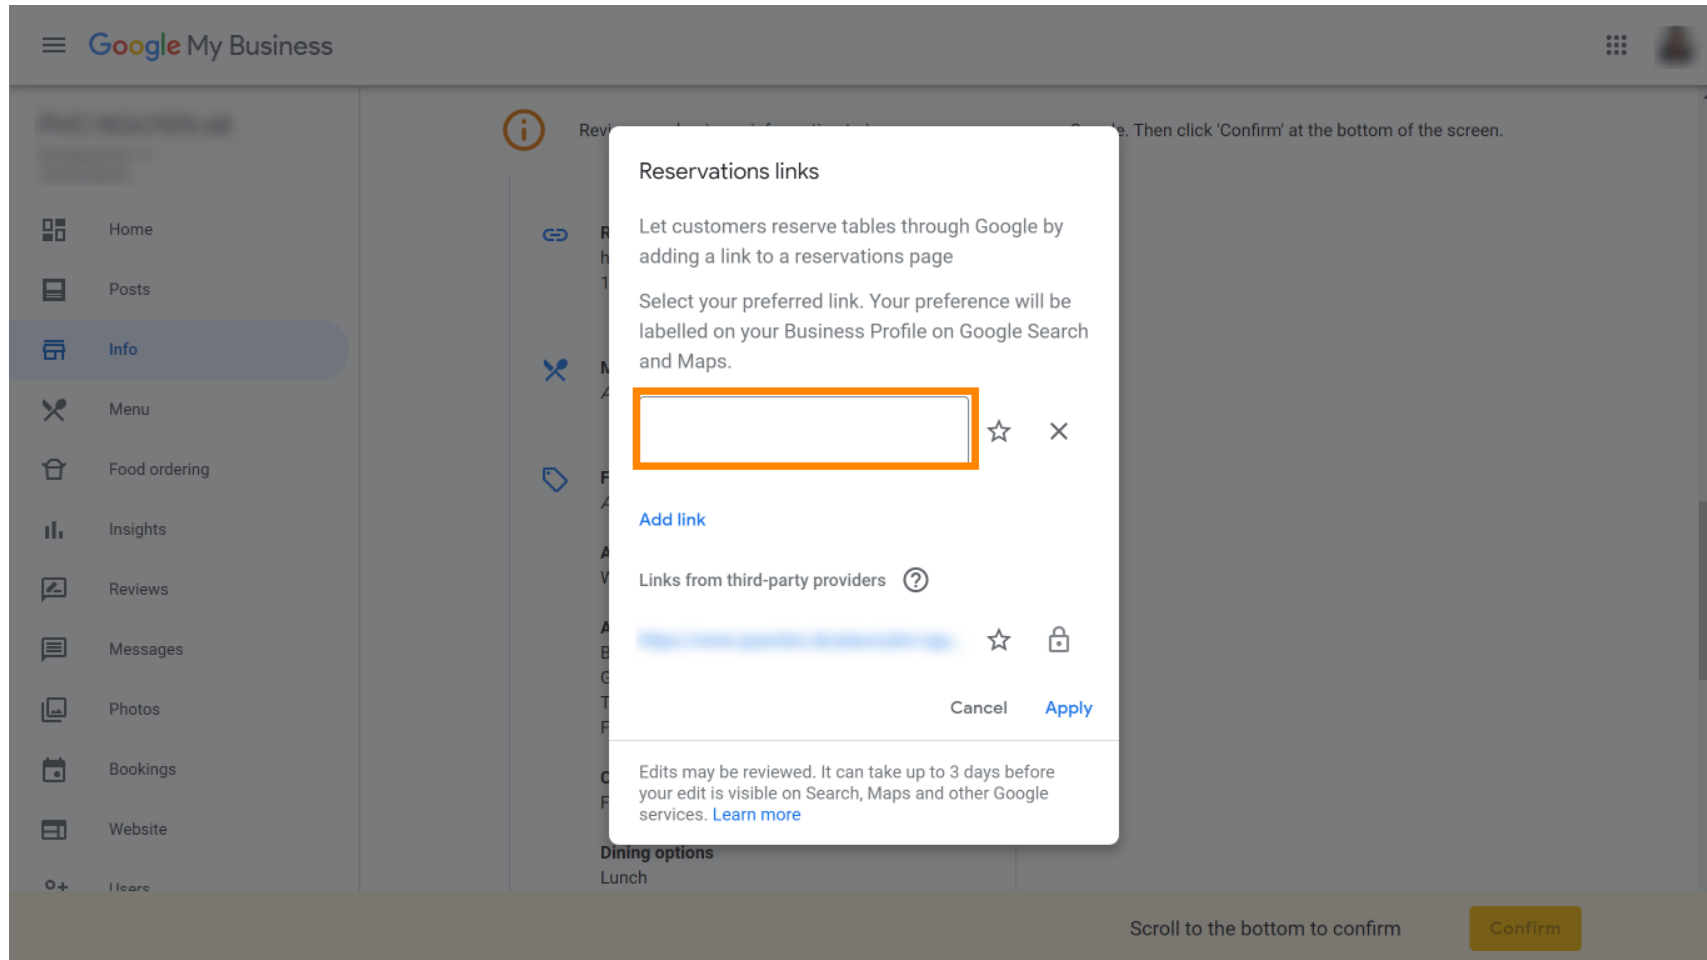 Google My Business
Home
Posts
Info
Menu
Food ordering
Insights
Reviews
Messages
Photos
Bookings
Website
Users
. Then click 'Confirm' at the bottom of the screen.
Reservations links
Let customers reserve tables through Google by
adding a link to a reservations page
Select your preferred link. Your preference will be
labelled on your Business Profile on Google Search
and Maps.
Add link
Links from third-party providers
Cancel Apply
Edits may be reviewed. It can take up to 3 days before
your edit is visible on Search, Maps and other Google
services. Learn more
Dining options
Lunch
Scroll to the bottom to confirm
Confirm